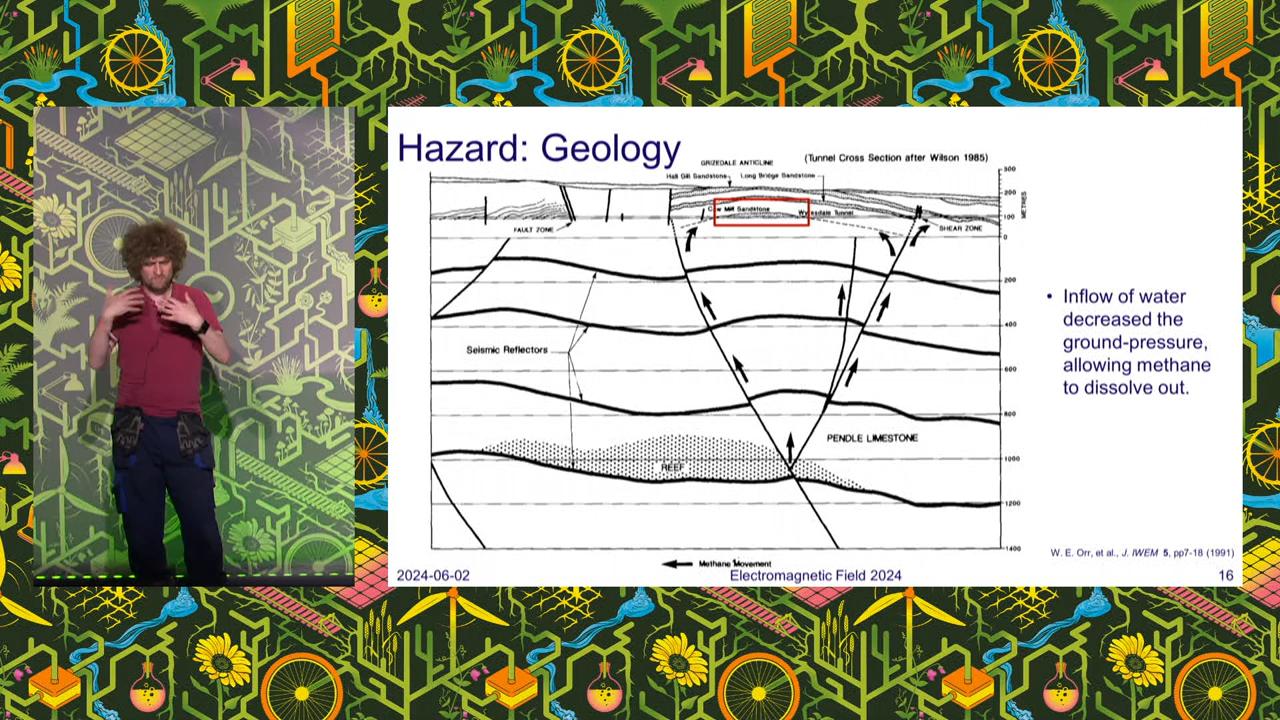 Hazard: Geology
GRIZEDALE ANTICLINE
(Tunnel Cross Section after Wilson 1985)
Hall Gill Sandstone
Long Bridge Sandstone
300
200
METRES
Mill Sandstone
Tunnel
100
FAULT ZONE
SHEAR ZONE
0
200
Inflow of water
decreased the
ground-pressure,
allowing methane
to dissolve out.
400
Seismic Reflectors
600
800
PENDLE LIMESTONE
REEF
1000
1200
1400
W. E. Orr, et al., J. IWEM 5, pp7-18 (1991)
Methane Movement
2024-06-02
Electromagnetic Field 2024
16